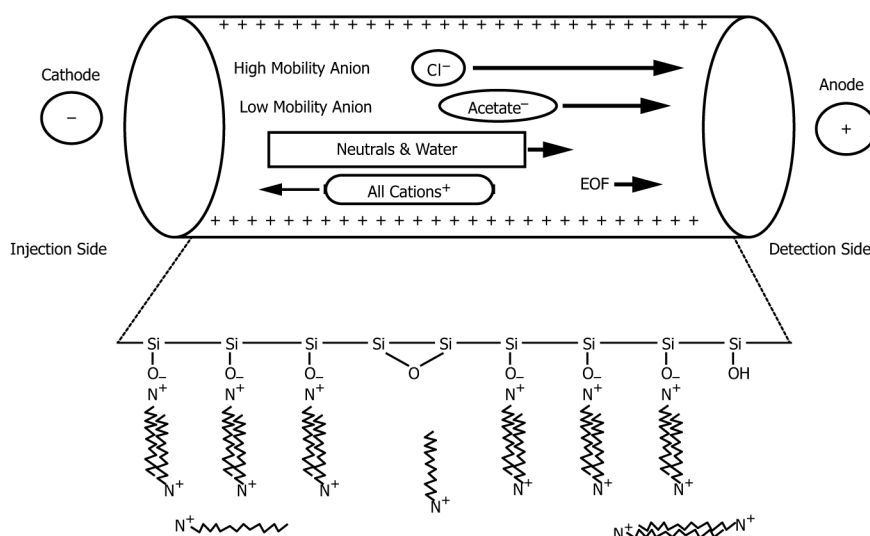 + + + + + + + + + + + + + + + + + + + + + + + + + + + +
High Mobility Anion Cl⁻
Cathode
Anode
−
Low Mobility Anion Acetate⁻
+
Neutrals & Water
All Cations⁺ EOF
+ + + + + + + + + + + + + + + + + + + + + + + + + + + +
Injection Side Detection Side
Si Si Si Si Si Si Si Si Si
O− O− O− O O− O− O− OH
N⁺ N⁺ N⁺ N⁺ N⁺ N⁺
N⁺ N⁺ N⁺ N⁺ N⁺ N⁺ N⁺
N⁺ N⁺ N⁺